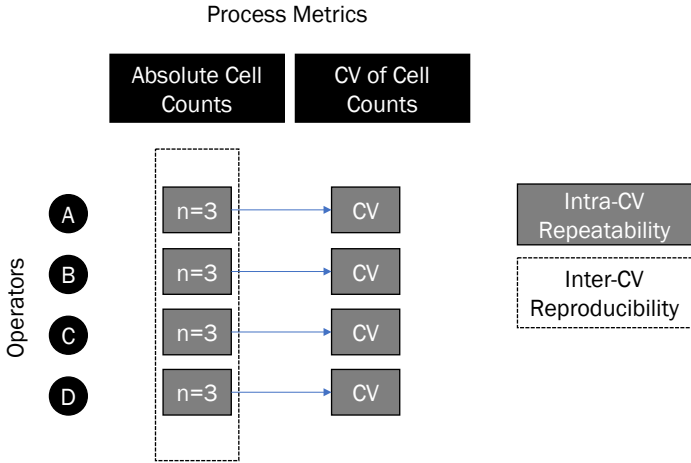 Process Metrics
Absolute Cell
Counts
CV of Cell
Counts
Operators
A
n=3
CV
B
n=3
CV
C
n=3
CV
D
n=3
CV
Intra-CV
Repeatability
Inter-CV
Reproducibility